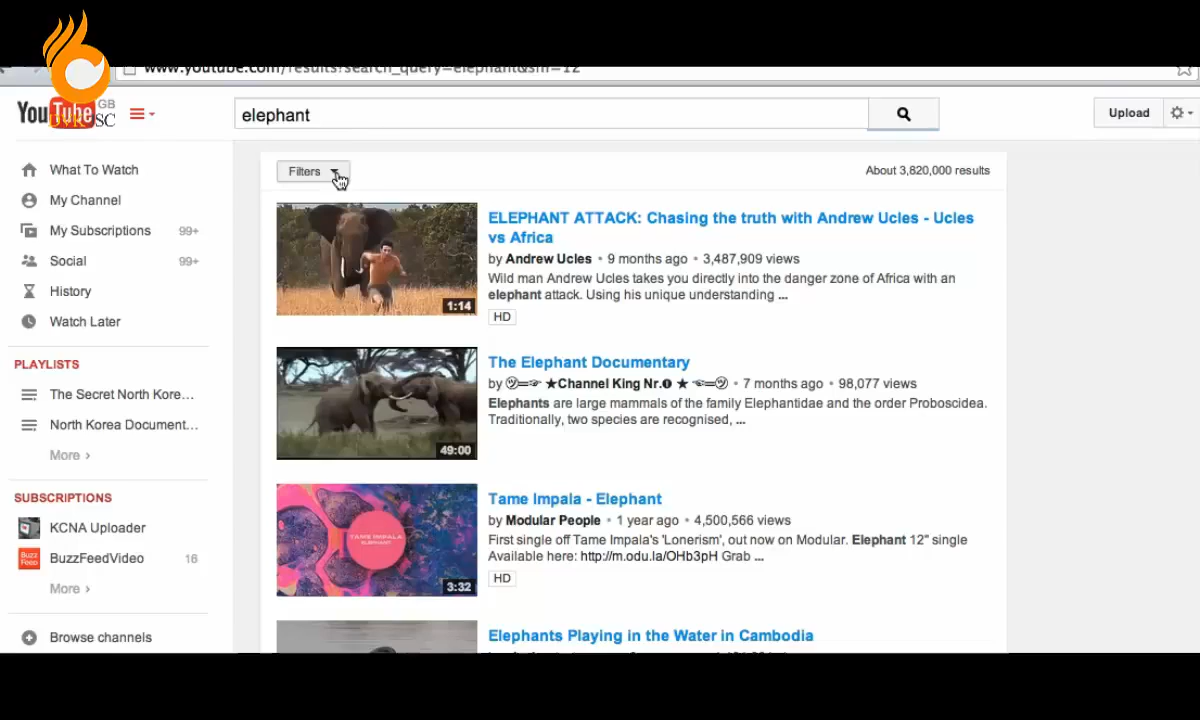 www.youtube.com/results?search_query=elephant&sm=12
YouTube GB
SC
elephant
Upload
What To Watch
My Channel
My Subscriptions 99+
Social 99+
History
Watch Later
PLAYLISTS
The Secret North Kore...
North Korea Document...
More ›
SUBSCRIPTIONS
KCNA Uploader
BuzzFeedVideo 16
More ›
Browse channels
Filters
About 3,820,000 results
ELEPHANT ATTACK: Chasing the truth with Andrew Ucles - Ucles
vs Africa
by Andrew Ucles • 9 months ago • 3,487,909 views
Wild man Andrew Ucles takes you directly into the danger zone of Africa with an
elephant attack. Using his unique understanding ...
HD
1:14
The Elephant Documentary
by ★Channel King Nr.❶ ★ • 7 months ago • 98,077 views
Elephants are large mammals of the family Elephantidae and the order Proboscidea.
Traditionally, two species are recognised, ...
49:00
Tame Impala - Elephant
by Modular People • 1 year ago • 4,500,566 views
First single off Tame Impala's 'Lonerism', out now on Modular. Elephant 12" single
Available here: http://m.odu.la/OHb3pH Grab ...
HD
TAME IMPALA
ELEPHANT
3:32
Elephants Playing in the Water in Cambodia